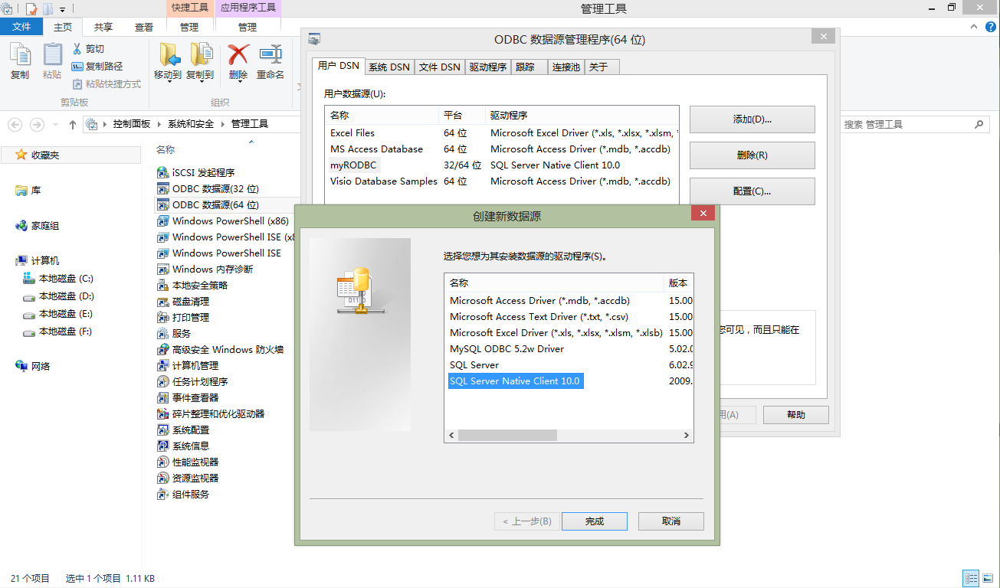 快捷工具
应用程序工具
管理工具
文件
主页
共享
查看
管理
管理
复制
粘贴
剪切
复制路径
粘贴快捷方式
剪贴板
移动到
复制到
删除
重命名
组织
控制面板
系统和安全
管理工具
搜索 管理工具
收藏夹
库
家庭组
计算机
本地磁盘 (C:)
本地磁盘 (D:)
本地磁盘 (E:)
本地磁盘 (F:)
网络
名称
iSCSI 发起程序
ODBC 数据源(32 位)
ODBC 数据源(64 位)
Windows PowerShell (x86)
Windows PowerShell ISE (x8
Windows PowerShell ISE
Windows 内存诊断
本地安全策略
磁盘清理
打印管理
服务
高级安全 Windows 防火墙
计算机管理
任务计划程序
事件查看器
碎片整理和优化驱动器
系统配置
系统信息
性能监视器
资源监视器
组件服务
ODBC 数据源管理程序(64 位)
用户 DSN
系统 DSN
文件 DSN
驱动程序
跟踪
连接池
关于
用户数据源(U):
名称 平台 驱动程序
Excel Files 64 位 Microsoft Excel Driver (*.xls, *.xlsx, *.xlsm, *
MS Access Database 64 位 Microsoft Access Driver (*.mdb, *.accdb)
myRODBC 32/64 位 SQL Server Native Client 10.0
Visio Database Samples 64 位 Microsoft Access Driver (*.mdb, *.accdb)
添加(D)...
删除(R)
配置(C)...
您可见，而且只能在
用(A)
帮助
创建新数据源
选择您想为其安装数据源的驱动程序(S)。
名称 版本
Microsoft Access Driver (*.mdb, *.accdb) 15.00
Microsoft Access Text Driver (*.txt, *.csv) 15.00
Microsoft Excel Driver (*.xls, *.xlsx, *.xlsm, *.xlsb) 15.00
MySQL ODBC 5.2w Driver 5.02.0
SQL Server 6.02.9
SQL Server Native Client 10.0 2009.
< 上一步(B)
完成
取消
21 个项目 选中 1 个项目 1.11 KB